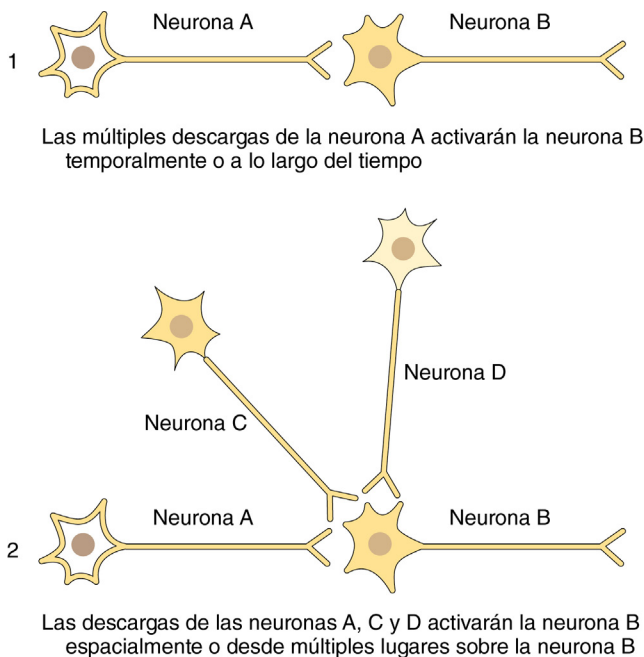 Neurona A
Neurona B
1
Las múltiples descargas de la neurona A activarán la neurona B
temporalmente o a lo largo del tiempo
Neurona D
Neurona C
Neurona A
Neurona B
2
Las descargas de las neuronas A, C y D activarán la neurona B
espacialmente o desde múltiples lugares sobre la neurona B